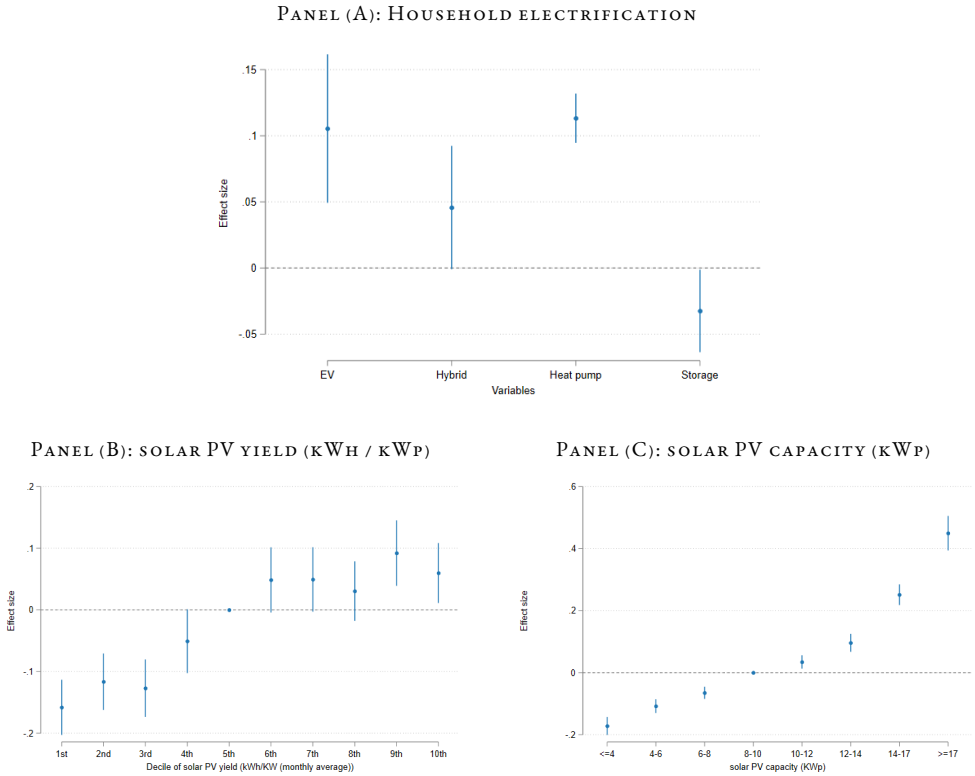 PANEL (A): HOUSEHOLD ELECTRIFICATION
.15
.1
.05
0
-.05
Effect size
EV Hybrid Heat pump Storage
Variables
PANEL (B): SOLAR PV YIELD (KWH / KWP)
.2
.1
0
-.1
-.2
Effect size
1st 2nd 3rd 4th 5th 6th 7th 8th 9th 10th
Decile of solar PV yield (kWh/KW (monthly average))
PANEL (C): SOLAR PV CAPACITY (KWP)
.6
.4
.2
0
-.2
Effect size
<=4 4-6 6-8 8-10 10-12 12-14 14-17 >=17
solar PV capacity (KWp)